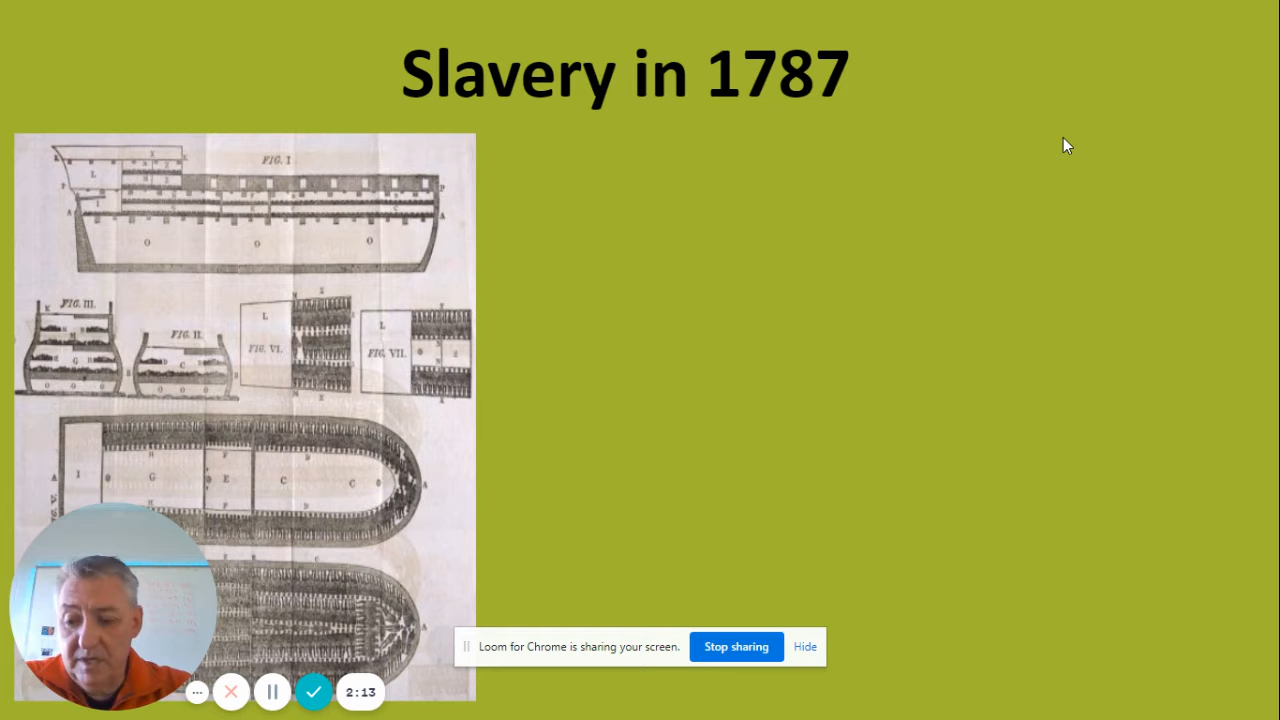 Slavery in 1787
FIG. I
L
O O O
FIG. III.
FIG. II.
L
FIG. VI.
L
FIG. VII.
I G E C C
Loom for Chrome is sharing your screen.
Stop sharing
Hide
2:13